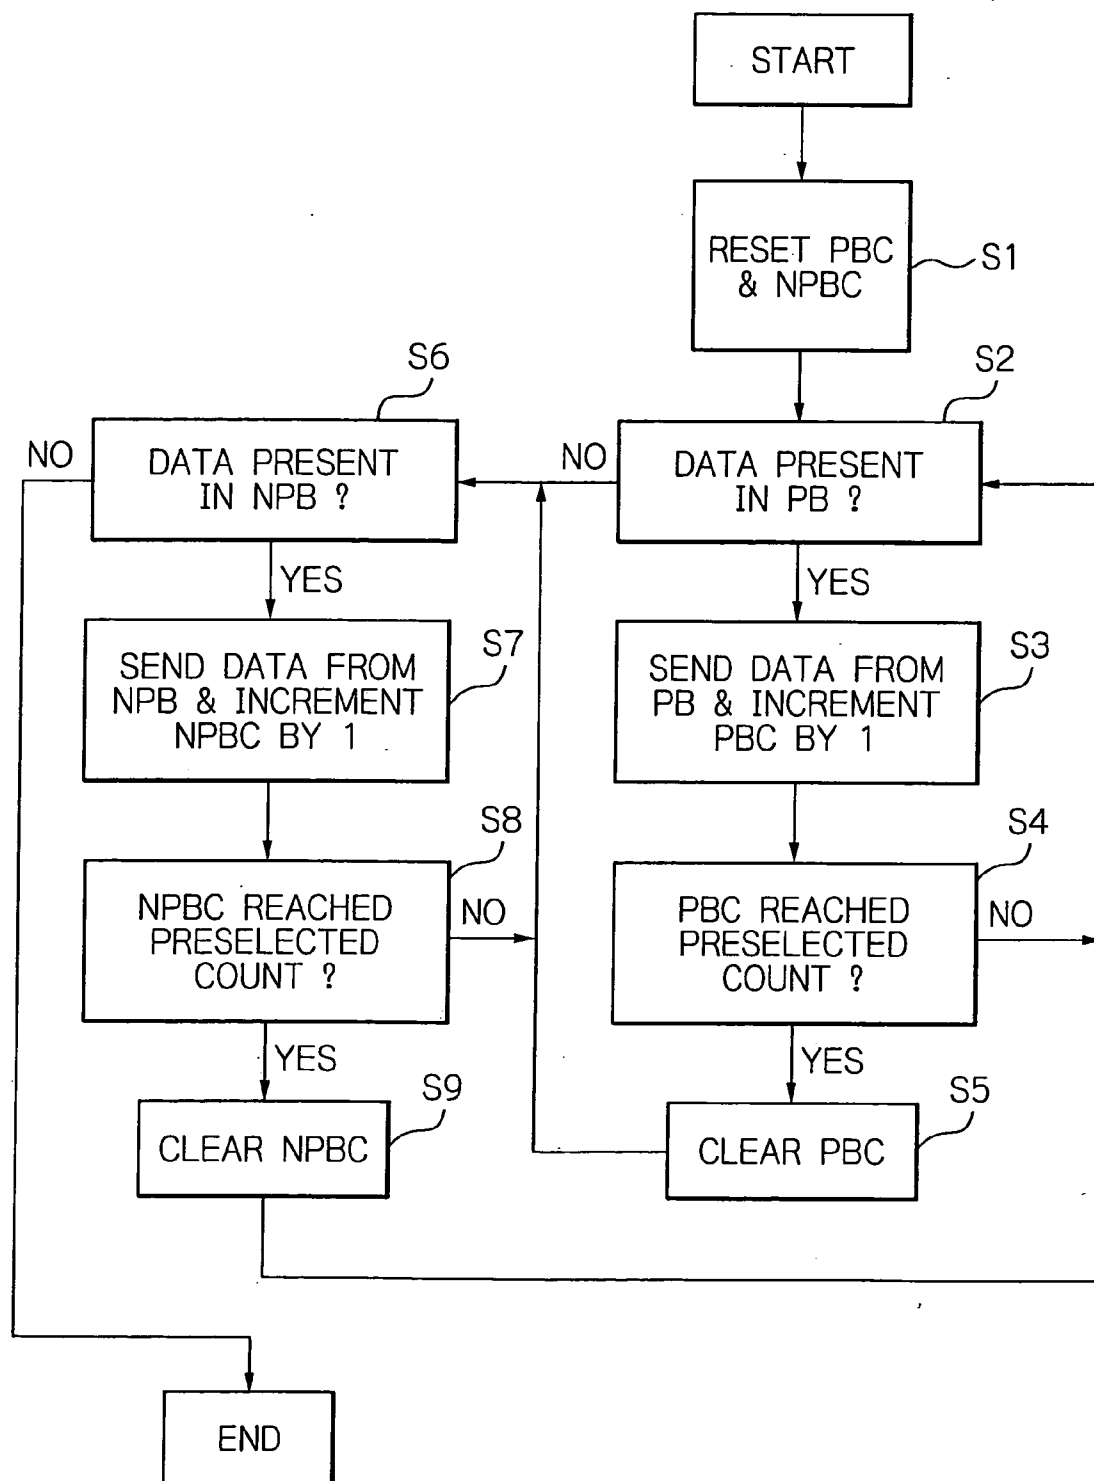 START
RESET PBC
& NPBC
S1
S6
S2
NO
DATA PRESENT
IN NPB ?
NO
DATA PRESENT
IN PB ?
YES
YES
S7
SEND DATA FROM
NPB & INCREMENT
NPBC BY 1
S3
SEND DATA FROM
PB & INCREMENT
PBC BY 1
S8
NPBC REACHED
PRESELECTED
COUNT ?
NO
S4
PBC REACHED
PRESELECTED
COUNT ?
NO
YES
YES
S9
CLEAR NPBC
S5
CLEAR PBC
END